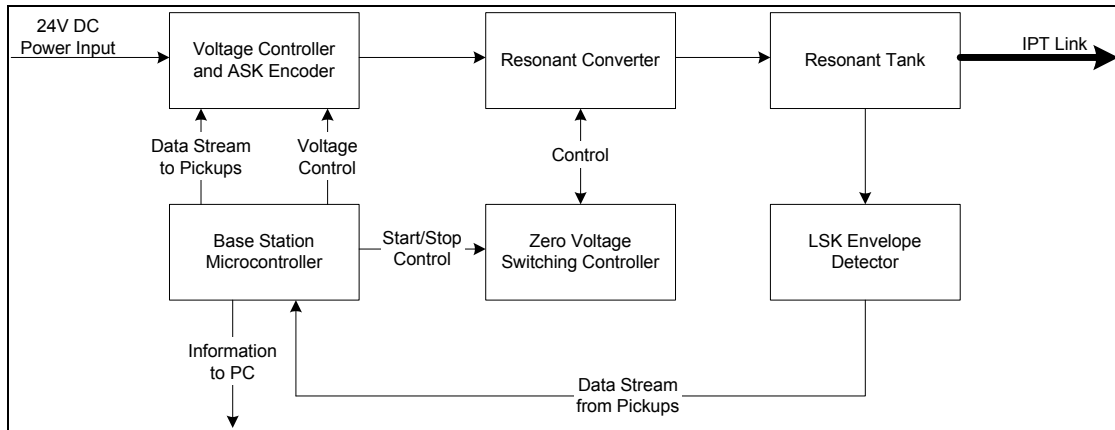 24V DC
Power Input
Voltage Controller
and ASK Encoder
Resonant Converter
Resonant Tank
IPT Link
Data Stream
to Pickups
Voltage
Control
Control
Base Station
Microcontroller
Start/Stop
Control
Zero Voltage
Switching Controller
LSK Envelope
Detector
Information
to PC
Data Stream
from Pickups